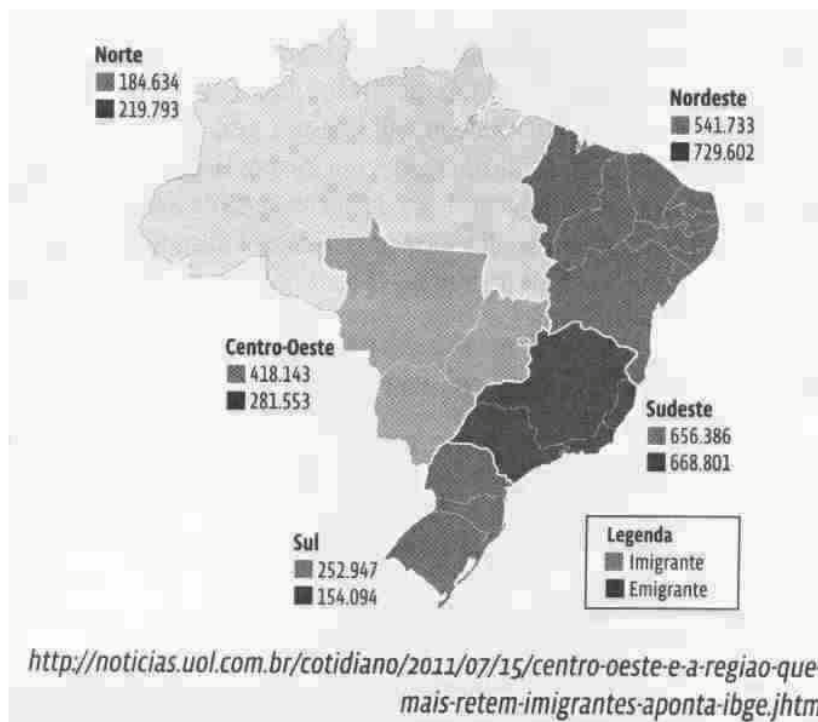 Norte
184.634
219.793
Nordeste
541.733
729.602
Centro-Oeste
418.143
281.553
Sudeste
656.386
668.801
Sul
252.947
154.094
Legenda
Imigrante
Emigrante
http://noticias.uol.com.br/cotidiano/2011/07/15/centro-oeste-e-a-regiao-que-
mais-retem-imigrantes-aponta-ibge.jhtm